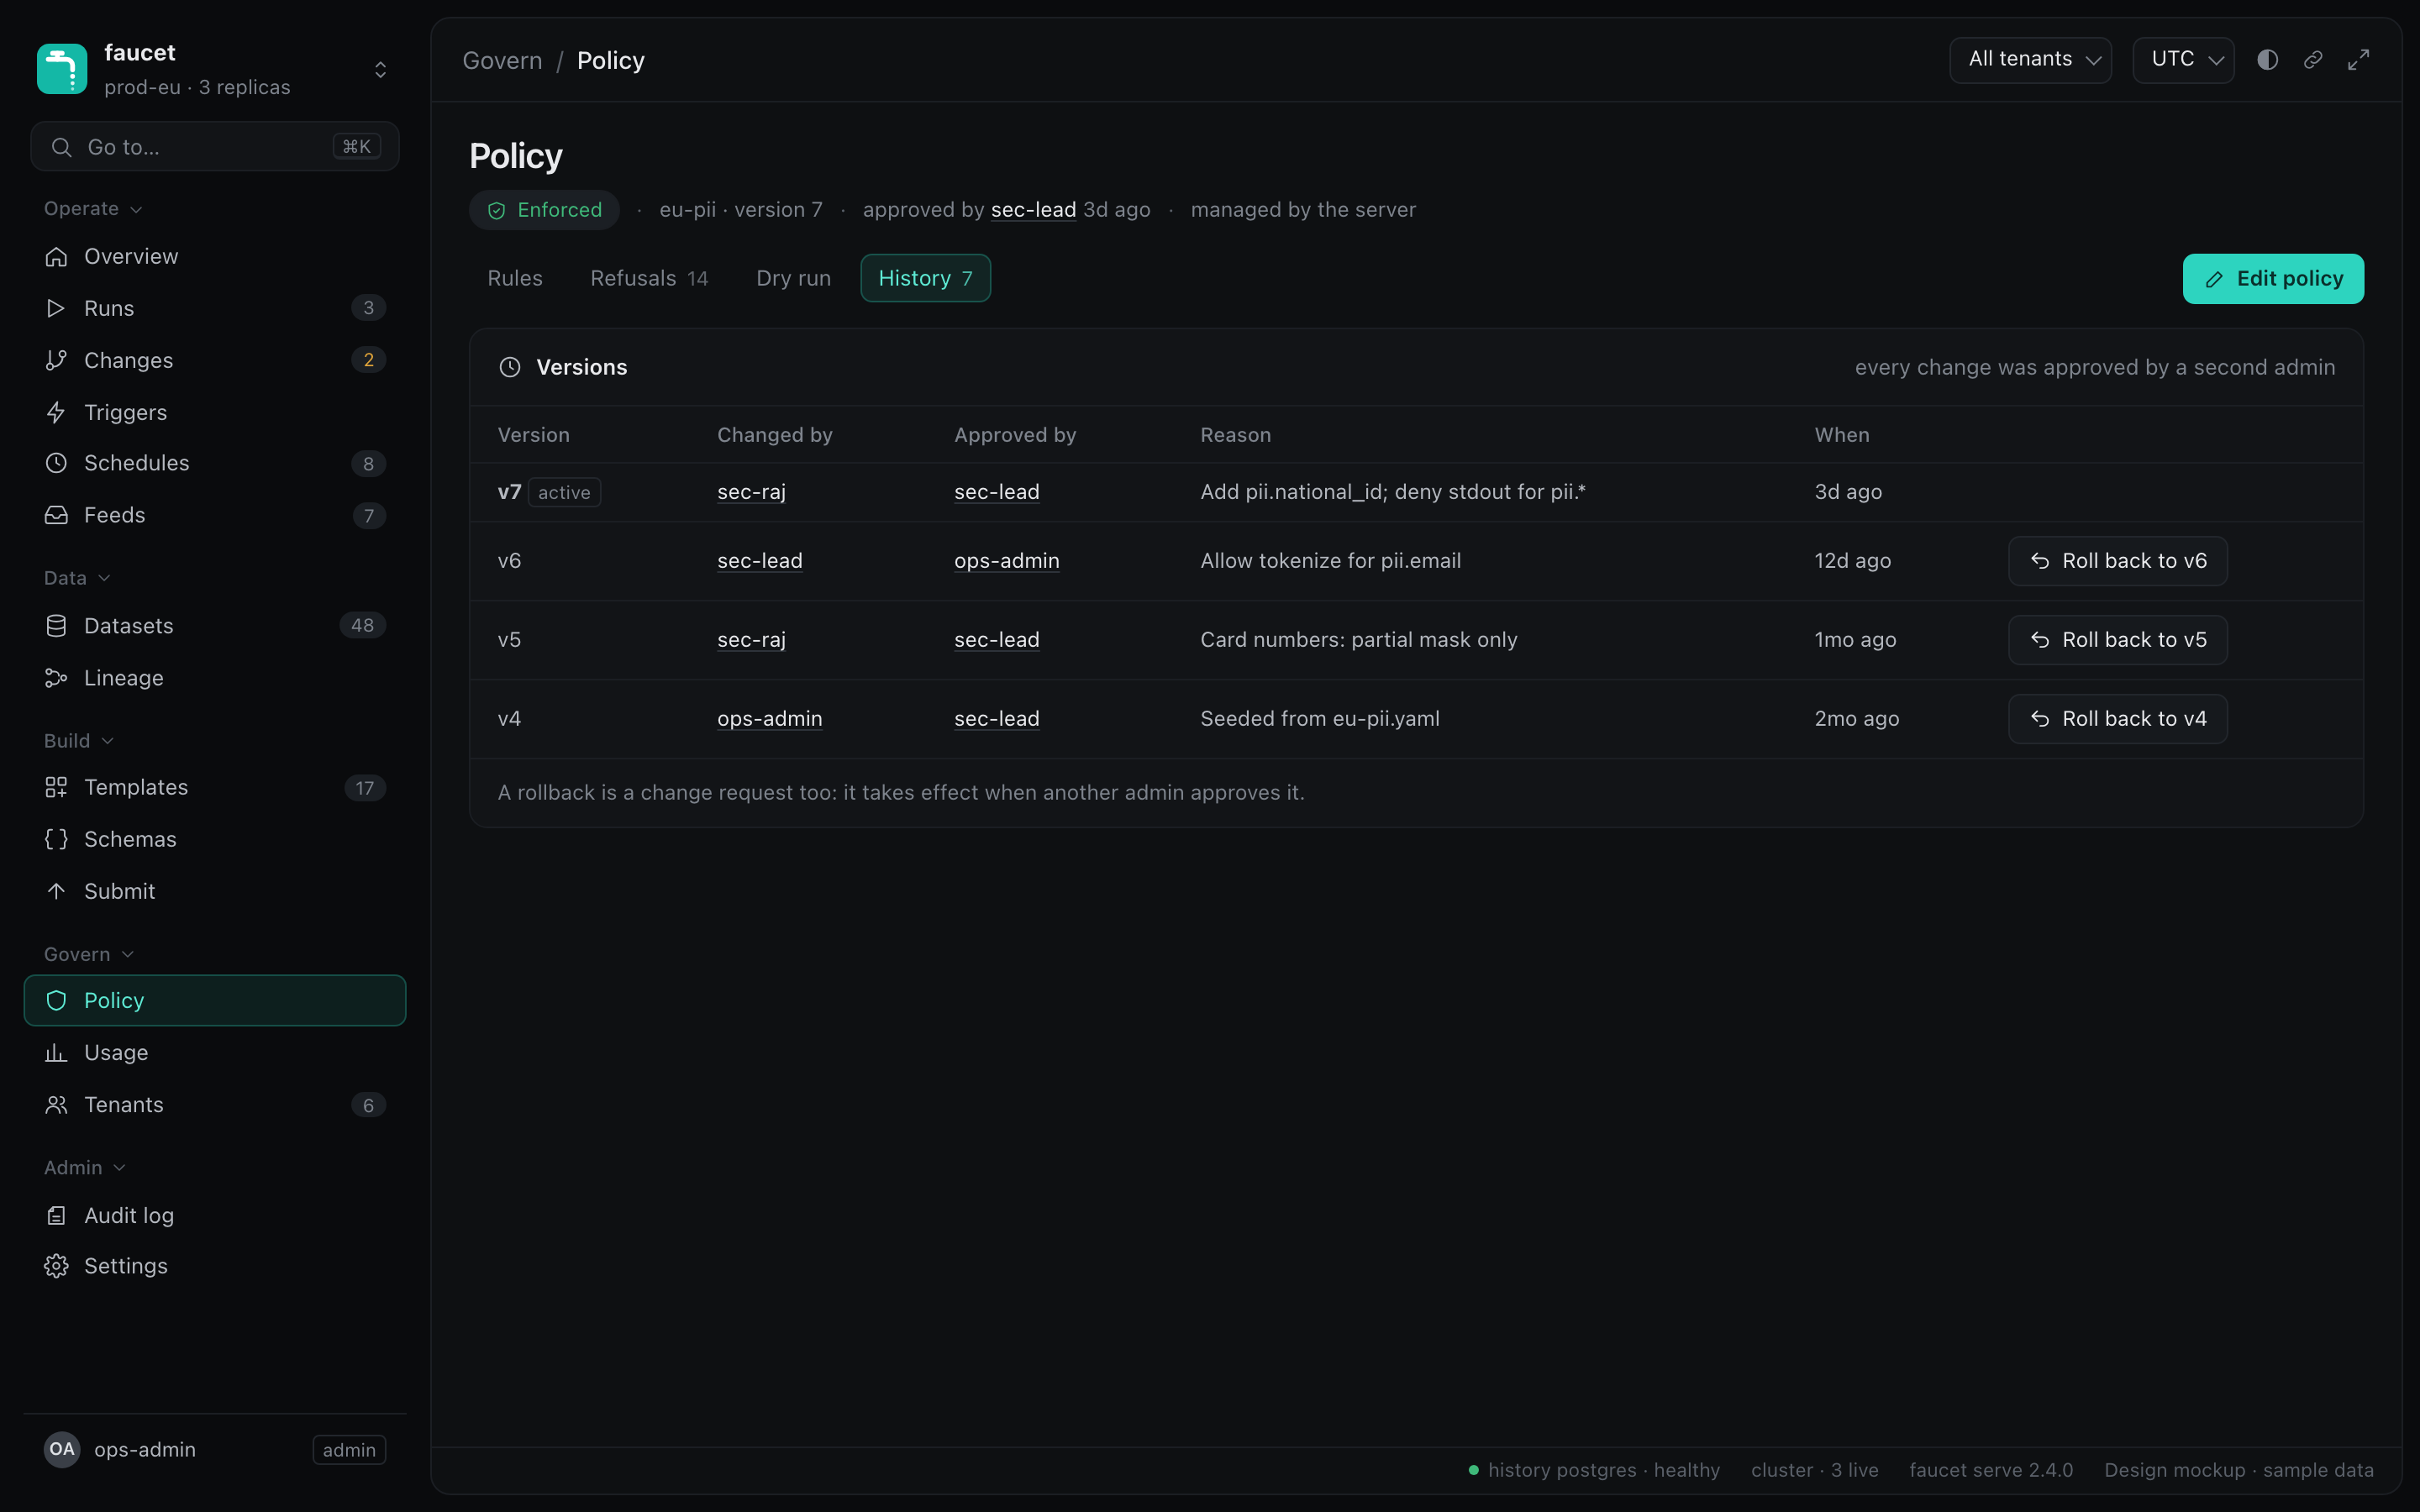 faucet
prod-eu · 3 replicas
Go to...
⌘K
Operate
Overview
Runs 3
Changes 2
Triggers
Schedules 8
Feeds 7
Data
Datasets 48
Lineage
Build
Templates 17
Schemas
Submit
Govern
Policy
Usage
Tenants 6
Admin
Audit log
Settings
OA ops-admin admin
Govern / Policy
All tenants
UTC
Policy
Enforced · eu-pii · version 7 · approved by sec-lead 3d ago · managed by the server
Rules Refusals 14 Dry run History 7
Edit policy
Versions
every change was approved by a second admin
Version Changed by Approved by Reason When
v7 active sec-raj sec-lead Add pii.national_id; deny stdout for pii.* 3d ago
v6 sec-lead ops-admin Allow tokenize for pii.email 12d ago Roll back to v6
v5 sec-raj sec-lead Card numbers: partial mask only 1mo ago Roll back to v5
v4 ops-admin sec-lead Seeded from eu-pii.yaml 2mo ago Roll back to v4
A rollback is a change request too: it takes effect when another admin approves it.
history postgres · healthy cluster · 3 live faucet serve 2.4.0 Design mockup · sample data